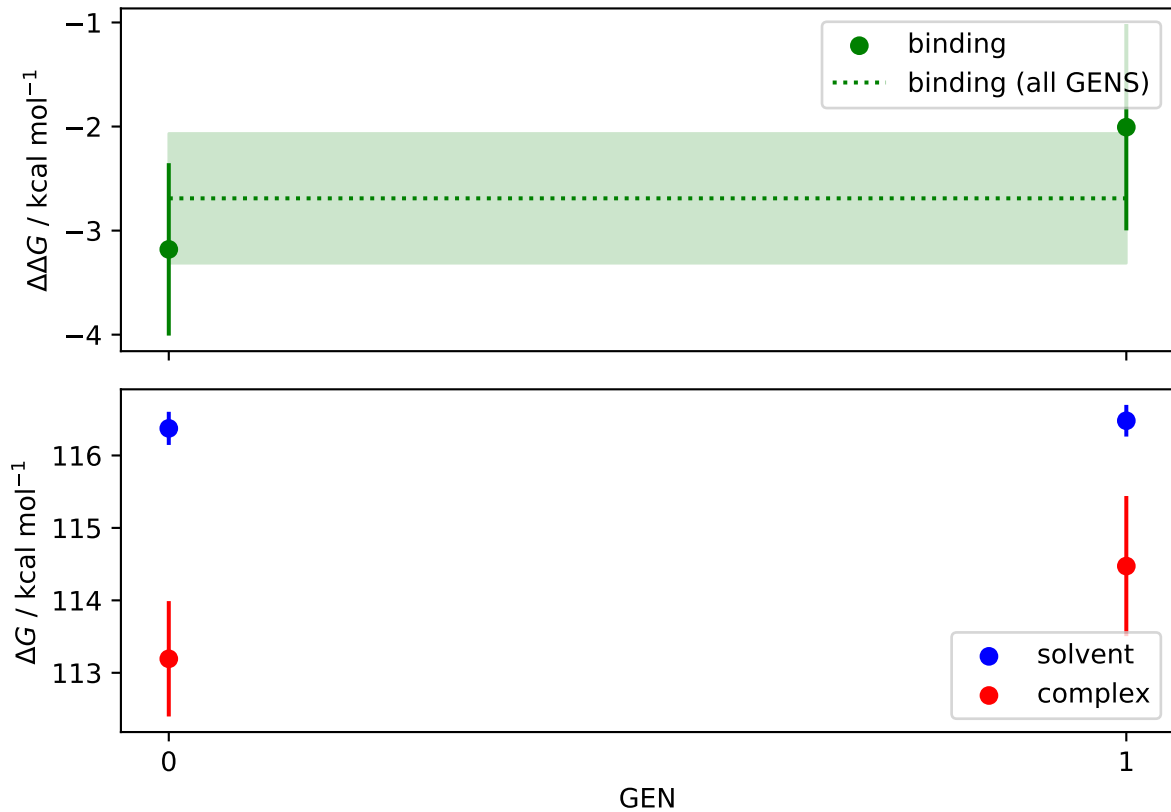 −1
−2
−3
−4
ΔΔG / kcal mol⁻¹
binding
binding (all GENS)
116
115
114
113
ΔG / kcal mol⁻¹
solvent
complex
0
1
GEN